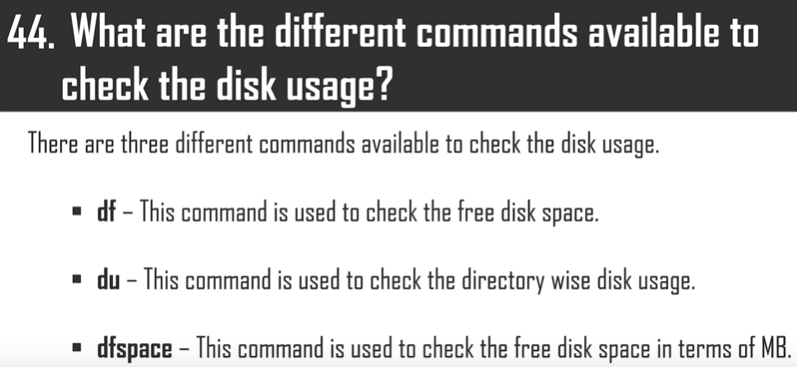 44. What are the different commands available to
check the disk usage?
There are three different commands available to check the disk usage.
▪ df – This command is used to check the free disk space.
▪ du – This command is used to check the directory wise disk usage.
▪ dfspace – This command is used to check the free disk space in terms of MB.